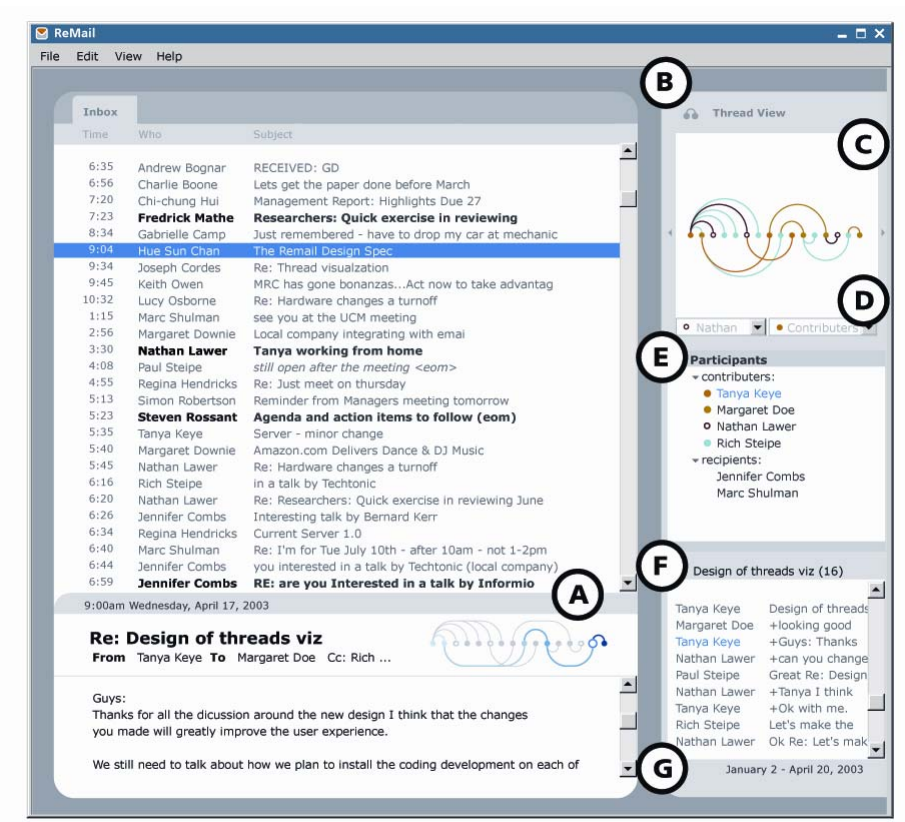 ReMail
File Edit View Help
Inbox
Time Who Subject
6:35 Andrew Bognar RECEIVED: GD
6:56 Charlie Boone Lets get the paper done before March
7:20 Chi-chung Hui Management Report: Highlights Due 27
7:23 Fredrick Mathe Researchers: Quick exercise in reviewing
8:34 Gabrielle Camp Just remembered - have to drop my car at mechanic
9:04 Hue Sun Chan The Remail Design Spec
9:34 Joseph Cordes Re: Thread visualzation
9:45 Keith Owen MRC has gone bonanzas...Act now to take advantag
10:32 Lucy Osborne Re: Hardware changes a turnoff
1:15 Marc Shulman see you at the UCM meeting
2:56 Margaret Downie Local company integrating with emai
3:30 Nathan Lawer Tanya working from home
4:08 Paul Steipe still open after the meeting <eom>
4:55 Regina Hendricks Re: Just meet on thursday
5:13 Simon Robertson Reminder from Managers meeting tomorrow
5:23 Steven Rossant Agenda and action items to follow (eom)
5:35 Tanya Keye Server - minor change
5:40 Margaret Downie Amazon.com Delivers Dance & DJ Music
5:45 Nathan Lawer Re: Hardware changes a turnoff
6:16 Rich Steipe in a talk by Techtonic
6:20 Nathan Lawer Re: Researchers: Quick exercise in reviewing June
6:26 Jennifer Combs Interesting talk by Bernard Kerr
6:34 Regina Hendricks Current Server 1.0
6:40 Marc Shulman Re: I'm for Tue July 10th - after 10am - not 1-2pm
6:44 Jennifer Combs you interested in a talk by Techtonic (local company)
6:59 Jennifer Combs RE: are you Interested in a talk by Informio
A
9:00am Wednesday, April 17, 2003
Re: Design of threads viz
From Tanya Keye To Margaret Doe Cc: Rich ...
Guys:
Thanks for all the dicussion around the new design I think that the changes
you made will greatly improve the user experience.
We still need to talk about how we plan to install the coding development on each of
B
Thread View
C
D
Nathan Contributers
E
Participants
contributers:
Tanya Keye
Margaret Doe
Nathan Lawer
Rich Steipe
recipients:
Jennifer Combs
Marc Shulman
F
Design of threads viz (16)
Tanya Keye Design of threads
Margaret Doe +looking good
Tanya Keye +Guys: Thanks
Nathan Lawer +can you change
Paul Steipe Great Re: Design
Nathan Lawer +Tanya I think
Tanya Keye +Ok with me.
Rich Steipe Let's make the
Nathan Lawer Ok Re: Let's mak
G
January 2 - April 20, 2003